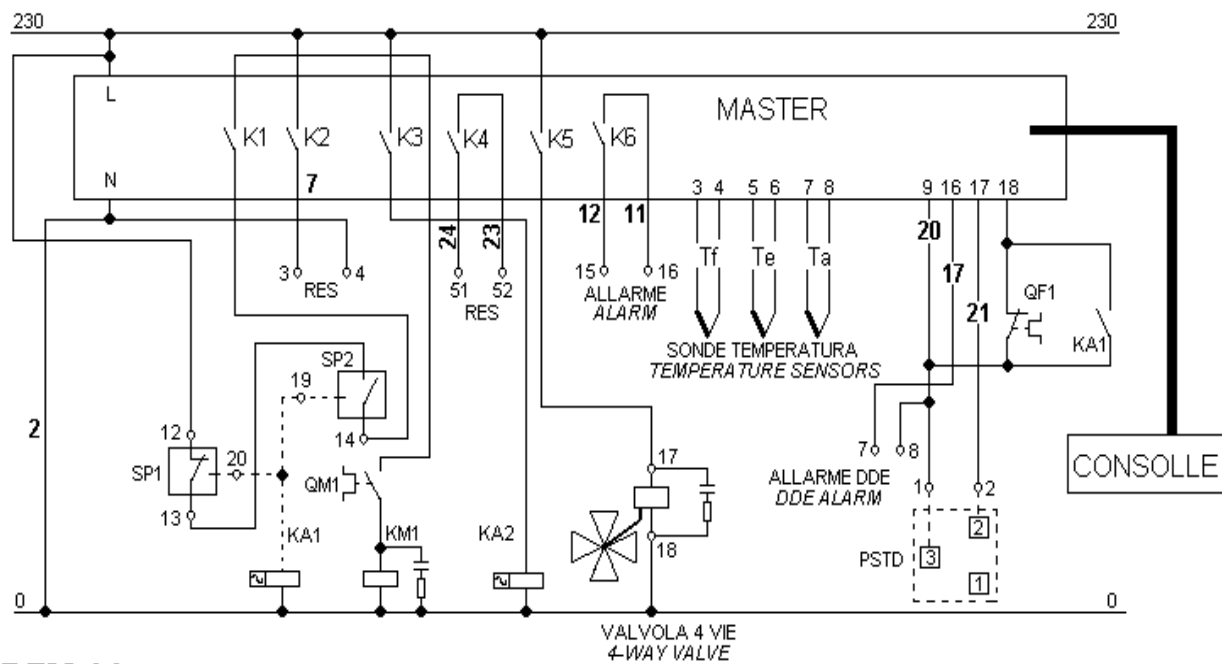 230 230
L
MASTER
K1 K2 K3 K4 K5 K6
N
7
3 4 5 6 7 8 9 16 17 18
12 11 20
24 23
17
Tf Te Ta
3 4
RES
51 52
RES
15 16
ALLARME
ALARM
21
QF1
KA1
SONDE TEMPERATURA
TEMPERATURE SENSORS
SP2
19
2
14
12
SP1
20
QM1
13
7 8
ALLARME DDE
DDE ALARM
CONSOLLE
17
1 2
KA1 KM1 KA2
18
PSTD
2
3
1
0 0
VALVOLA 4 VIE
4-WAY VALVE